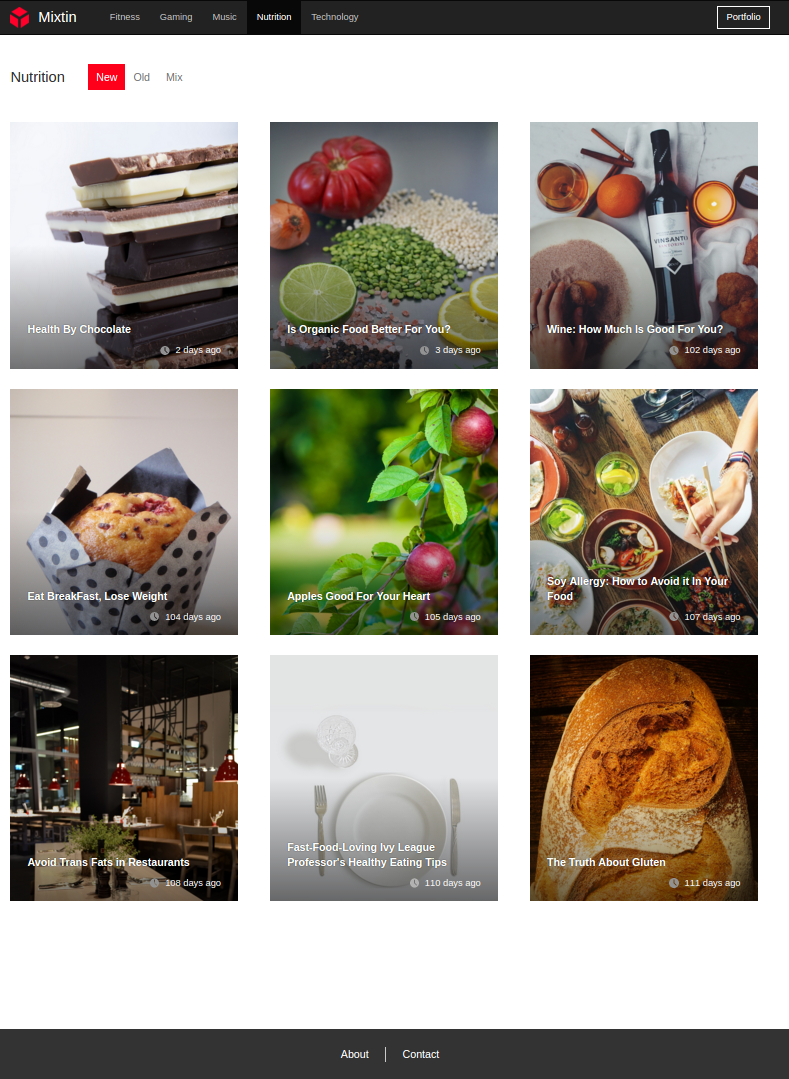 Mixtin Fitness Gaming Music Nutrition Technology Portfolio
Nutrition New Old Mix
VINSANTO
Health By Chocolate
2 days ago
Is Organic Food Better For You?
3 days ago
Wine: How Much Is Good For You?
102 days ago
Eat BreakFast, Lose Weight
104 days ago
Apples Good For Your Heart
105 days ago
Soy Allergy: How to Avoid it In Your
Food
107 days ago
Avoid Trans Fats in Restaurants
108 days ago
Fast-Food-Loving Ivy League
Professor's Healthy Eating Tips
110 days ago
The Truth About Gluten
111 days ago
About Contact